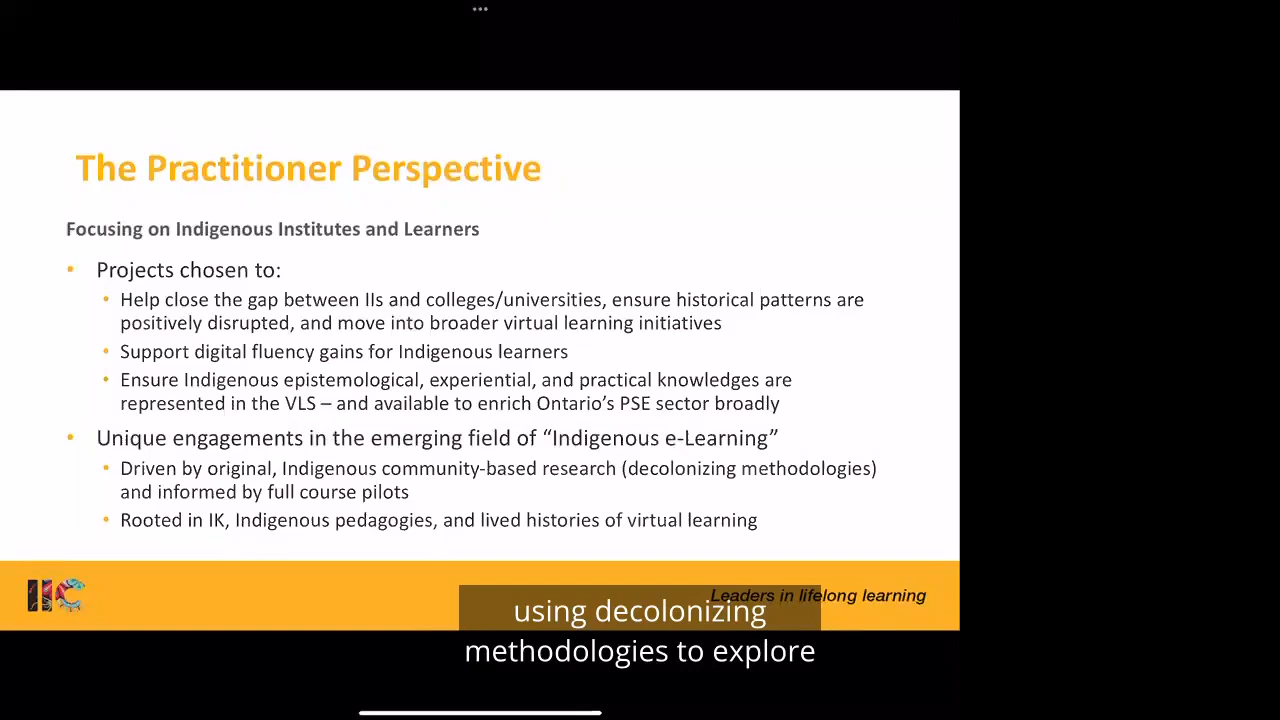 The Practitioner Perspective
Focusing on Indigenous Institutes and Learners
• Projects chosen to:
• Help close the gap between IIs and colleges/universities, ensure historical patterns are
positively disrupted, and move into broader virtual learning initiatives
• Support digital fluency gains for Indigenous learners
• Ensure Indigenous epistemological, experiential, and practical knowledges are
represented in the VLS – and available to enrich Ontario’s PSE sector broadly
• Unique engagements in the emerging field of “Indigenous e-Learning”
• Driven by original, Indigenous community-based research (decolonizing methodologies)
and informed by full course pilots
• Rooted in IK, Indigenous pedagogies, and lived histories of virtual learning
IIC
Leaders in lifelong learning
using decolonizing
methodologies to explore